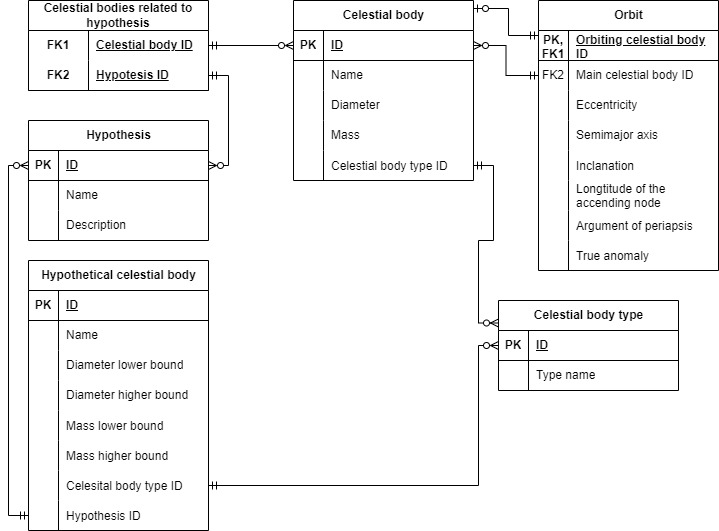 Celestial bodies related to
hypothesis
FK1 Celestial body ID
FK2 Hypotesis ID
Celestial body
PK ID
Name
Diameter
Mass
Celestial body type ID
Orbit
PK, FK1 Orbiting celestial body
ID
FK2 Main celestial body ID
Eccentricity
Semimajor axis
Inclanation
Longtitude of the
accending node
Argument of periapsis
True anomaly
Hypothesis
PK ID
Name
Description
Hypothetical celestial body
PK ID
Name
Diameter lower bound
Diameter higher bound
Mass lower bound
Mass higher bound
Celesital body type ID
Hypothesis ID
Celestial body type
PK ID
Type name